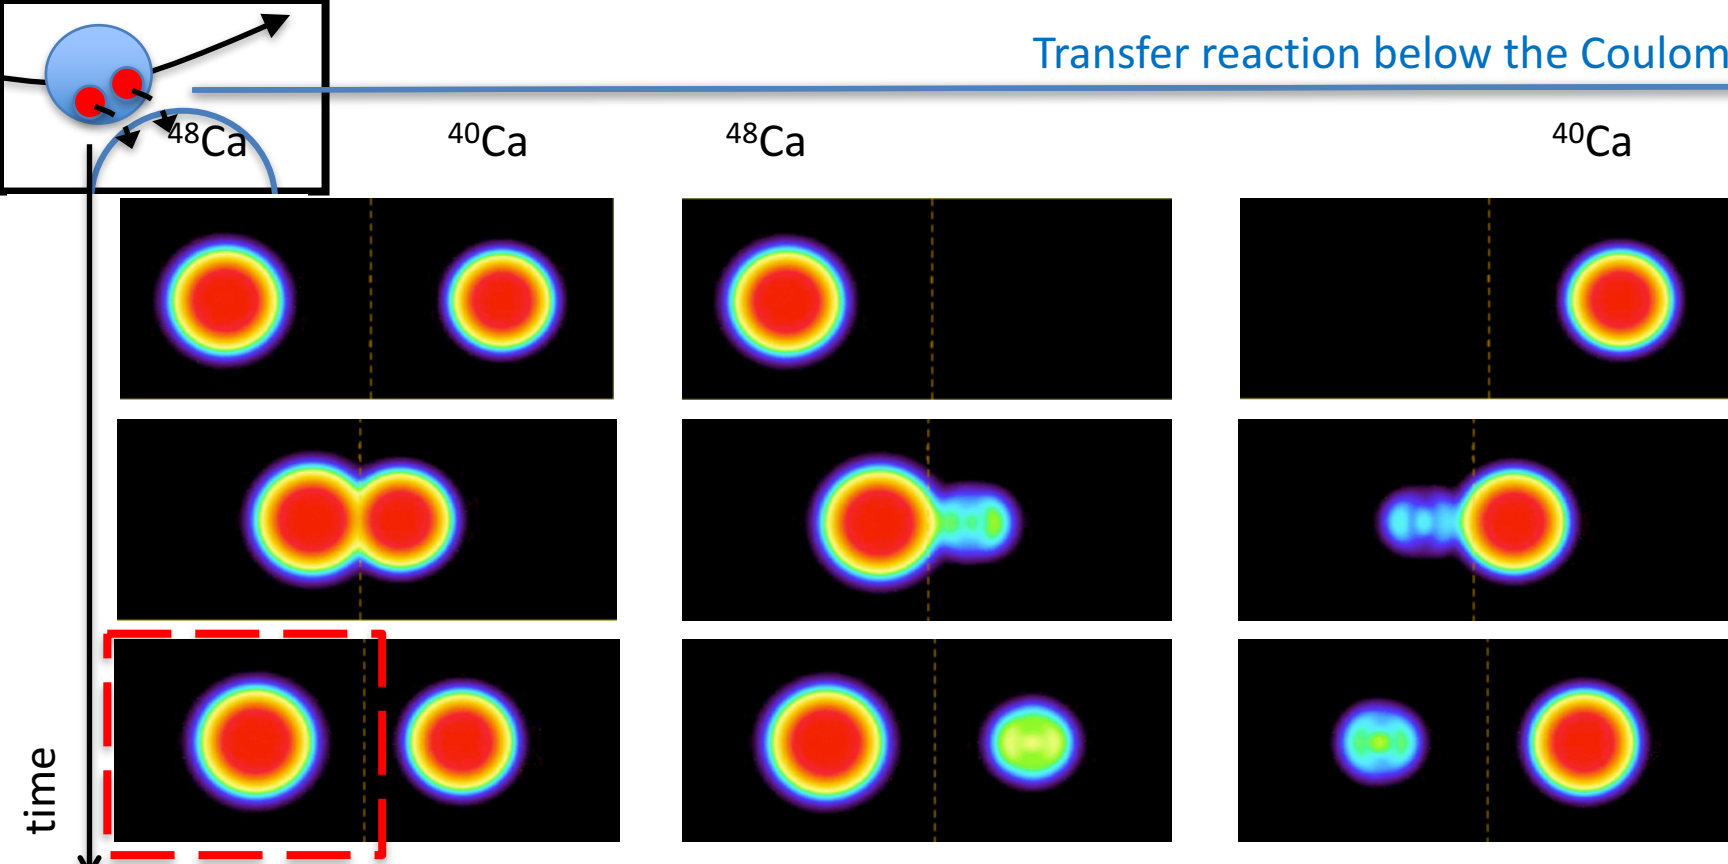 Transfer reaction below the Coulom
⁴⁸Ca ⁴⁰Ca ⁴⁸Ca ⁴⁰Ca
time